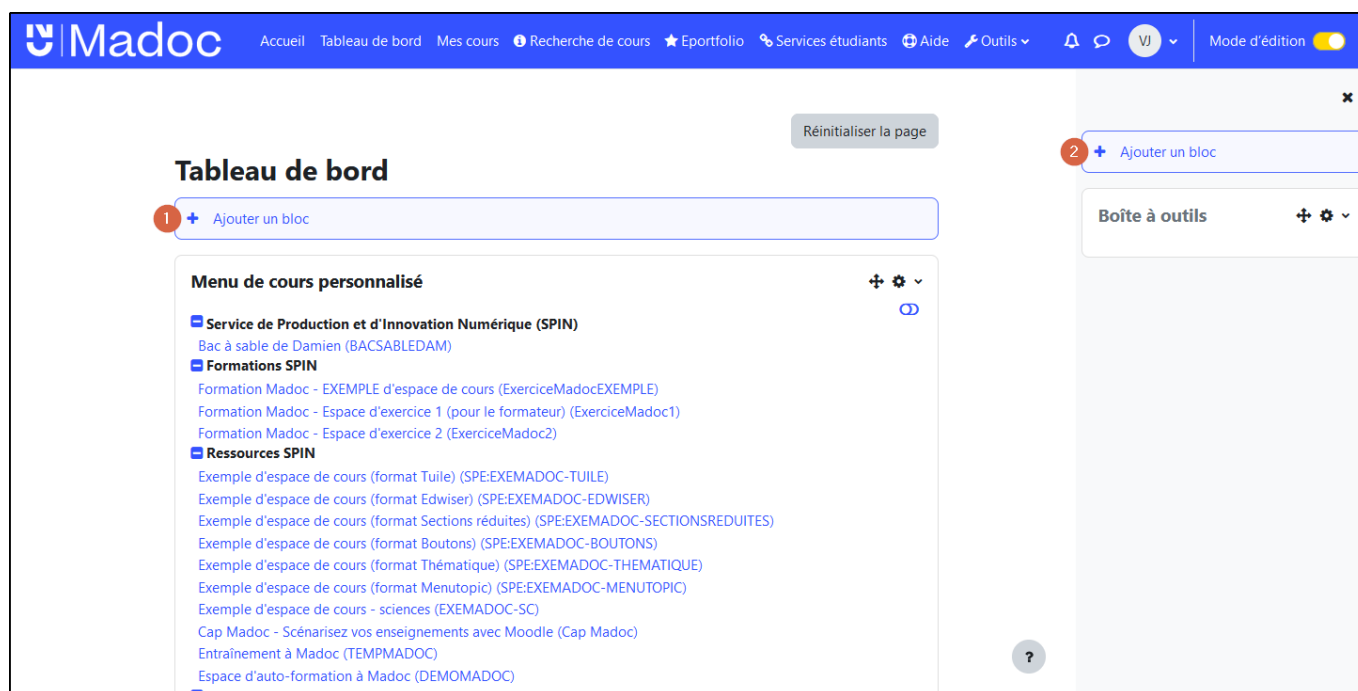 Madoc Accueil Tableau de bord Mes cours Recherche de cours Eportfolio Services étudiants Aide Outils VJ Mode d'édition
Réinitialiser la page
Tableau de bord
1 + Ajouter un bloc
Menu de cours personnalisé
Service de Production et d'Innovation Numérique (SPIN)
Bac à sable de Damien (BACSABLEDAM)
Formations SPIN
Formation Madoc - EXEMPLE d'espace de cours (ExerciceMadocEXEMPLE)
Formation Madoc - Espace d'exercice 1 (pour le formateur) (ExerciceMadoc1)
Formation Madoc - Espace d'exercice 2 (ExerciceMadoc2)
Ressources SPIN
Exemple d'espace de cours (format Tuile) (SPE:EXEMADOC-TUILE)
Exemple d'espace de cours (format Edwiser) (SPE:EXEMADOC-EDWISER)
Exemple d'espace de cours (format Sections réduites) (SPE:EXEMADOC-SECTIONSREDUITES)
Exemple d'espace de cours (format Boutons) (SPE:EXEMADOC-BOUTONS)
Exemple d'espace de cours (format Thématique) (SPE:EXEMADOC-THEMATIQUE)
Exemple d'espace de cours (format Menutopic) (SPE:EXEMADOC-MENUTOPIC)
Exemple d'espace de cours - sciences (EXEMADOC-SC)
Cap Madoc - Scénarisez vos enseignements avec Moodle (Cap Madoc)
Entraînement à Madoc (TEMPMADOC)
Espace d'auto-formation à Madoc (DEMOMADOC)
2 + Ajouter un bloc
Boîte à outils
?